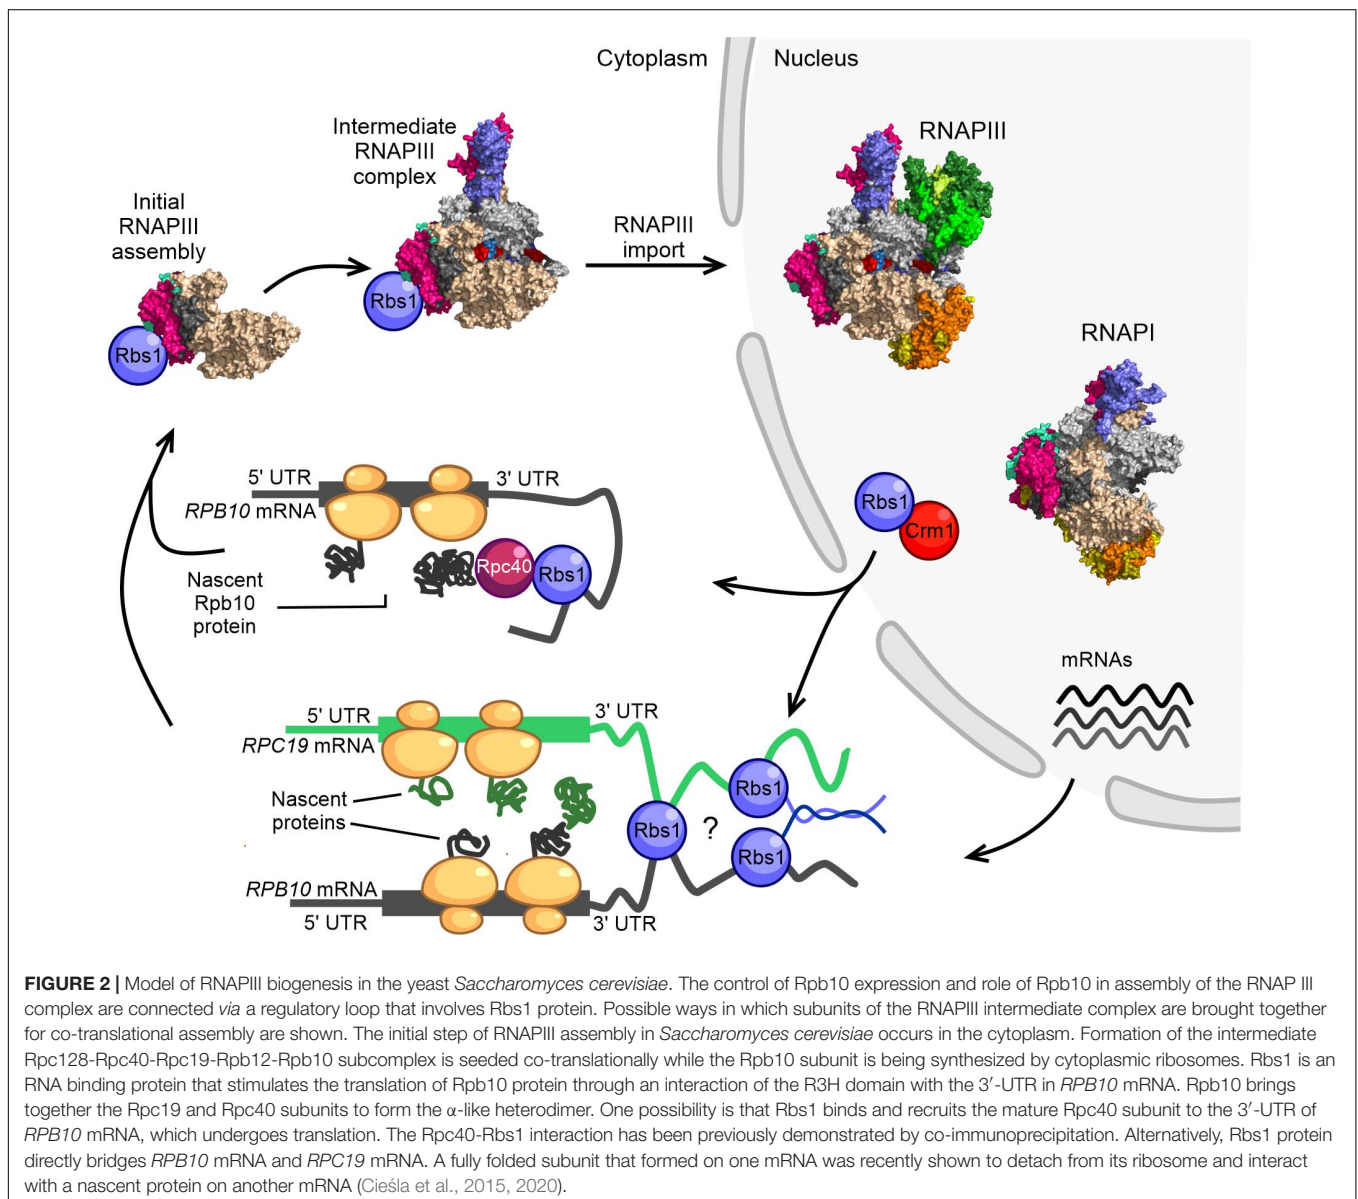 Cytoplasm
Nucleus
Intermediate
RNAPIII
complex
RNAPIII
Initial
RNAPIII
assembly
RNAPIII
import
Rbs1
Rbs1
RNAPI
5' UTR
3' UTR
RPB10 mRNA
Rbs1
Crm1
Rpc40
Rbs1
Nascent
Rpb10
protein
mRNAs
5' UTR
3' UTR
RPC19 mRNA
Rbs1
Nascent
proteins
Rbs1
?
Rbs1
RPB10 mRNA
5' UTR
3' UTR
FIGURE 2 | Model of RNAPIII biogenesis in the yeast Saccharomyces cerevisiae. The control of Rpb10 expression and role of Rpb10 in assembly of the RNAP III
complex are connected via a regulatory loop that involves Rbs1 protein. Possible ways in which subunits of the RNAPIII intermediate complex are brought together
for co-translational assembly are shown. The initial step of RNAPIII assembly in Saccharomyces cerevisiae occurs in the cytoplasm. Formation of the intermediate
Rpc128-Rpc40-Rpc19-Rpb12-Rpb10 subcomplex is seeded co-translationally while the Rpb10 subunit is being synthesized by cytoplasmic ribosomes. Rbs1 is an
RNA binding protein that stimulates the translation of Rpb10 protein through an interaction of the R3H domain with the 3′-UTR in RPB10 mRNA. Rpb10 brings
together the Rpc19 and Rpc40 subunits to form the α-like heterodimer. One possibility is that Rbs1 binds and recruits the mature Rpc40 subunit to the 3′-UTR of
RPB10 mRNA, which undergoes translation. The Rpc40-Rbs1 interaction has been previously demonstrated by co-immunoprecipitation. Alternatively, Rbs1 protein
directly bridges RPB10 mRNA and RPC19 mRNA. A fully folded subunit that formed on one mRNA was recently shown to detach from its ribosome and interact
with a nascent protein on another mRNA (Cieśla et al., 2015, 2020).